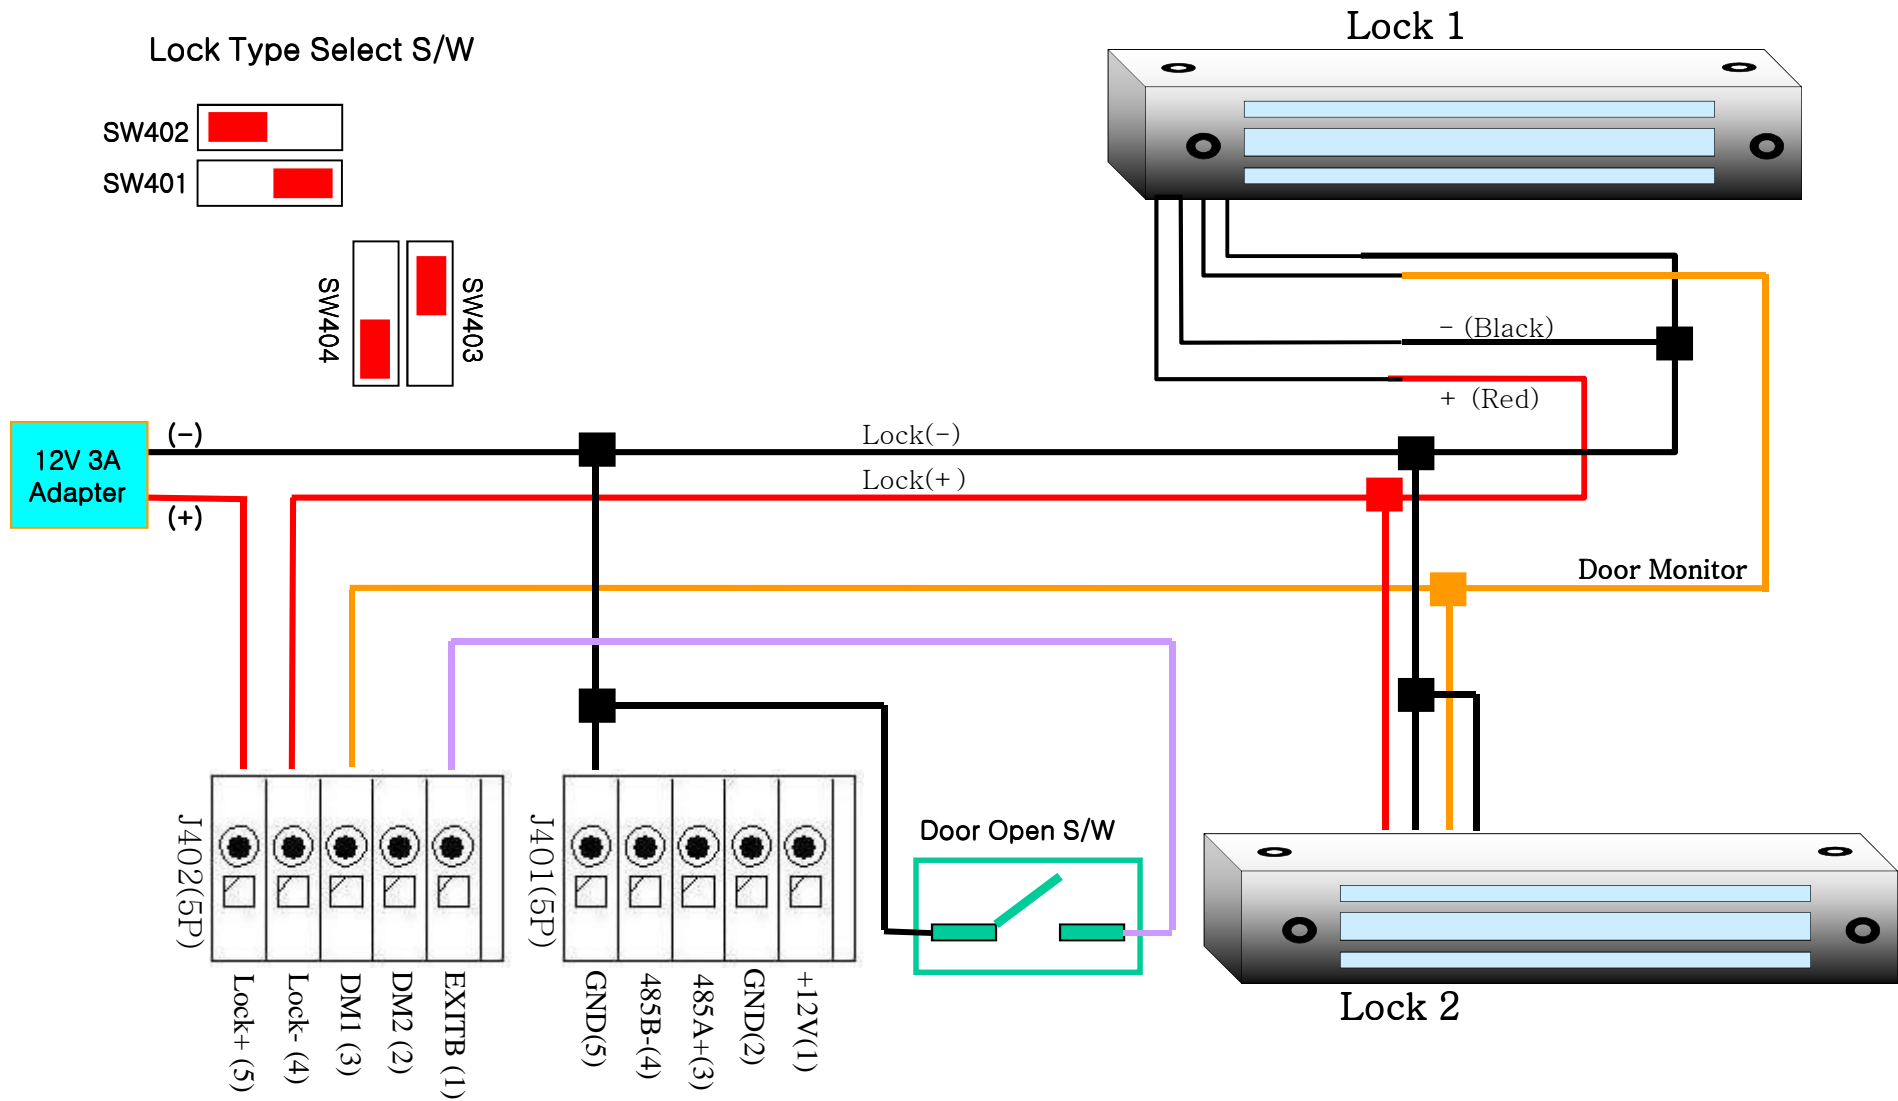 Lock 1
Lock Type Select S/W
SW402
SW401
SW404
SW403
- (Black)
+ (Red)
(-)
12V 3A
Adapter
(+)
Lock(-)
Lock(+)
Door Monitor
J402(5P)
J401(5P)
Door Open S/W
Lock+ (5)
Lock- (4)
DM1 (3)
DM2 (2)
EXITB (1)
GND(5)
485B-(4)
485A+(3)
GND(2)
+12V(1)
Lock 2